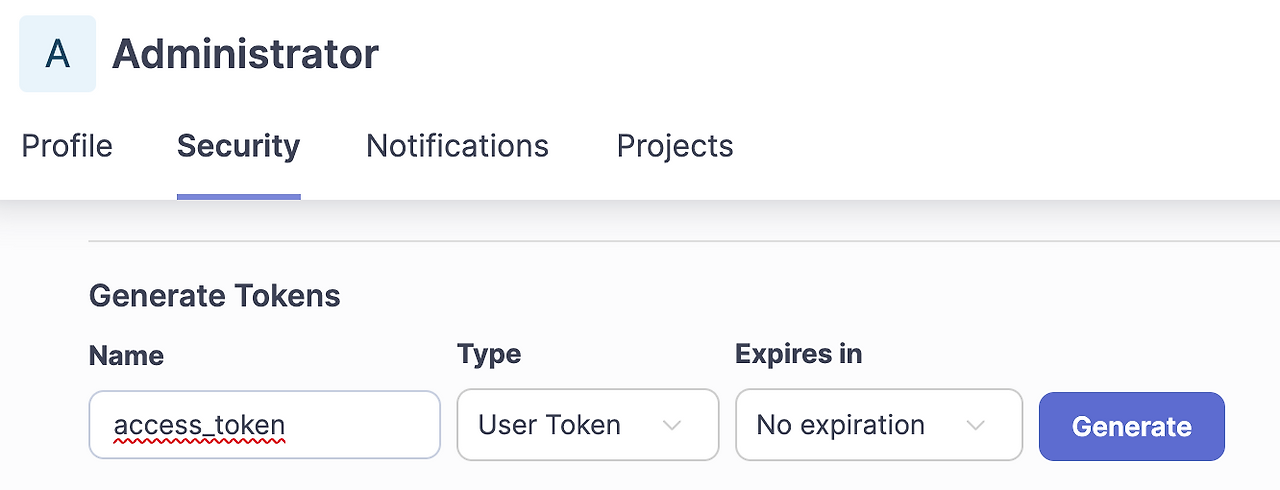 A Administrator
Profile Security Notifications Projects
Generate Tokens
Name Type Expires in
access_token User Token No expiration Generate